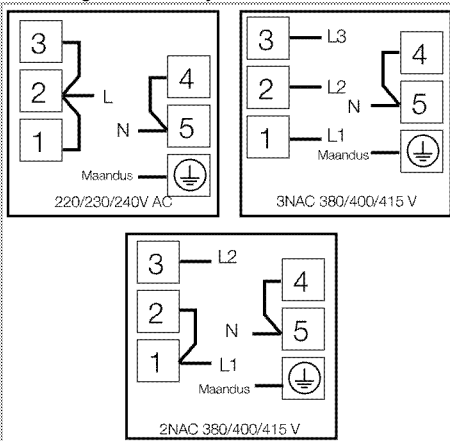 3
2
1
L
4
5
N
Maandus
220/230/240V AC
3
L3
2
L2
1
L1
4
N
5
Maandus
3NAC 380/400/415 V
3
L2
2
1
L1
4
N
5
Maandus
2NAC 380/400/415 V